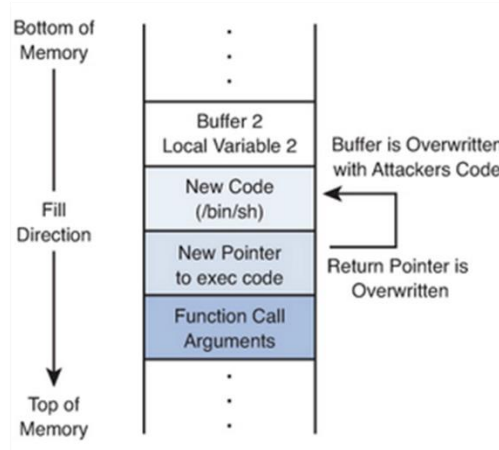 Bottom of
Memory
Buffer 2
Local Variable 2
Buffer is Overwritten
with Attackers Code
New Code
(/bin/sh)
Fill
Direction
New Pointer
to exec code
Return Pointer is
Overwritten
Function Call
Arguments
Top of
Memory